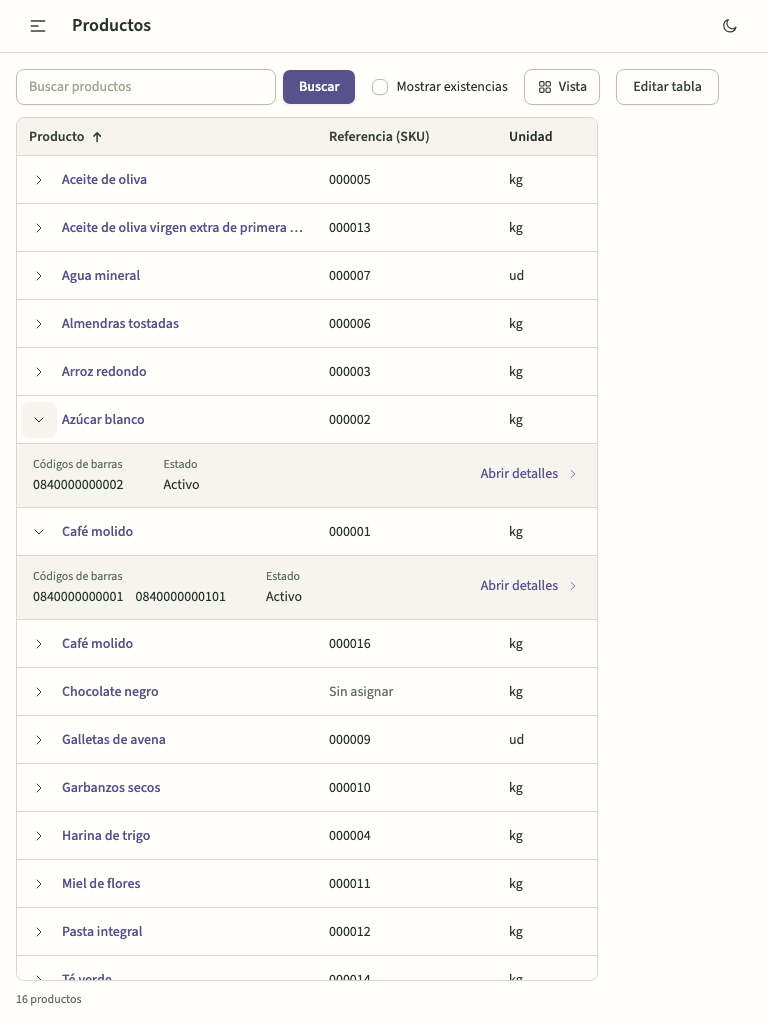 Productos
Buscar productos Buscar Mostrar existencias Vista Editar tabla
Producto Referencia (SKU) Unidad
Aceite de oliva 000005 kg
Aceite de oliva virgen extra de primera … 000013 kg
Agua mineral 000007 ud
Almendras tostadas 000006 kg
Arroz redondo 000003 kg
Azúcar blanco 000002 kg
Códigos de barras Estado
0840000000002 Activo Abrir detalles
Café molido 000001 kg
Códigos de barras Estado
0840000000001 0840000000101 Activo Abrir detalles
Café molido 000016 kg
Chocolate negro Sin asignar kg
Galletas de avena 000009 ud
Garbanzos secos 000010 kg
Harina de trigo 000004 kg
Miel de flores 000011 kg
Pasta integral 000012 kg
Té verde 000014 kg
16 productos